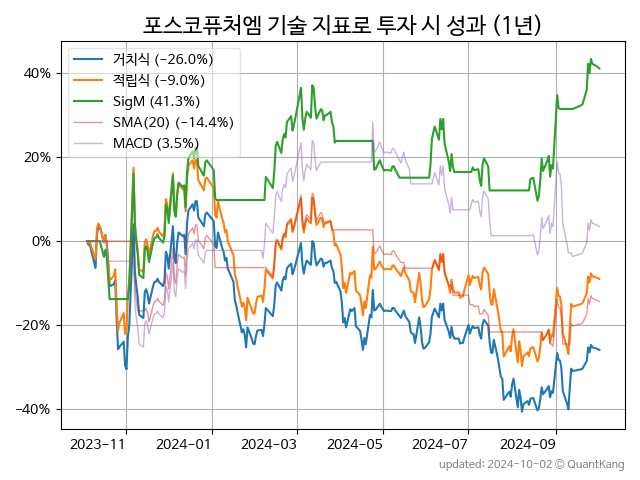 포스코퓨처엠 기술 지표로 투자 시 성과 (1년)
거치식 (−26.0%)
적립식 (−9.0%)
SigM (41.3%)
SMA(20) (−14.4%)
MACD (3.5%)
40%
20%
0%
−20%
−40%
2023−11 2024−01 2024−03 2024−05 2024−07 2024−09
updated: 2024-10-02 ⓒ QuantKang